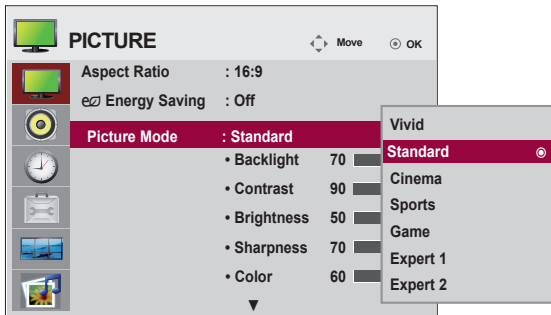 PICTURE Move OK
Aspect Ratio : 16:9
Energy Saving : Off
Picture Mode : Standard
• Backlight 70
• Contrast 90
• Brightness 50
• Sharpness 70
• Color 60
Vivid
Standard
Cinema
Sports
Game
Expert 1
Expert 2